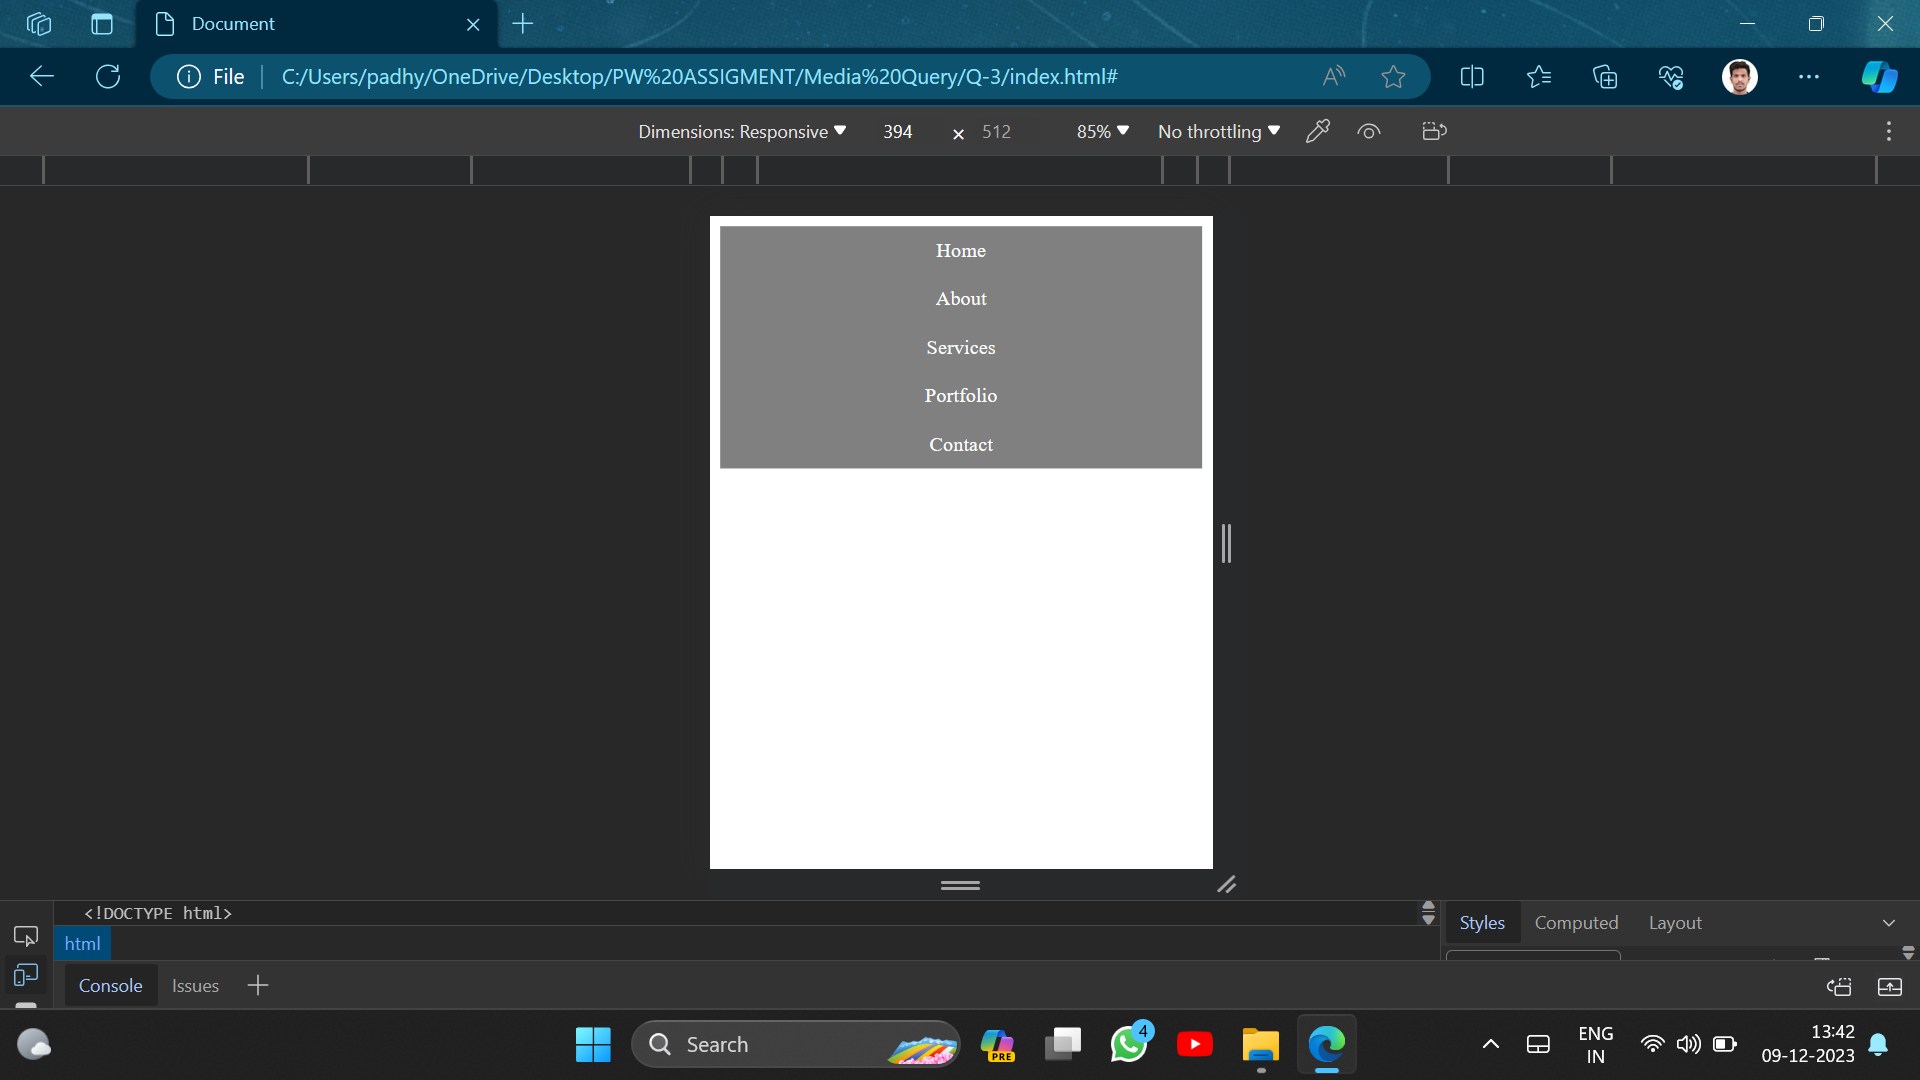 Document
File
C:/Users/padhy/OneDrive/Desktop/PW%20ASSIGMENT/Media%20Query/Q-3/index.html#
Dimensions: Responsive 394 × 512 85% No throttling
Home
About
Services
Portfolio
Contact
<!DOCTYPE html>
html
Styles Computed Layout
Console Issues
Search
PRE
4
ENG
IN
13:42
09-12-2023